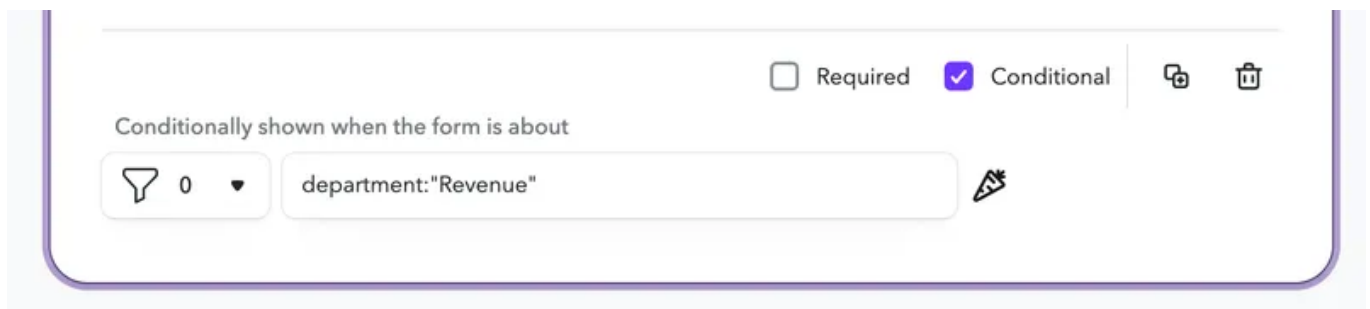 Required Conditional
Conditionally shown when the form is about
0 department:"Revenue"